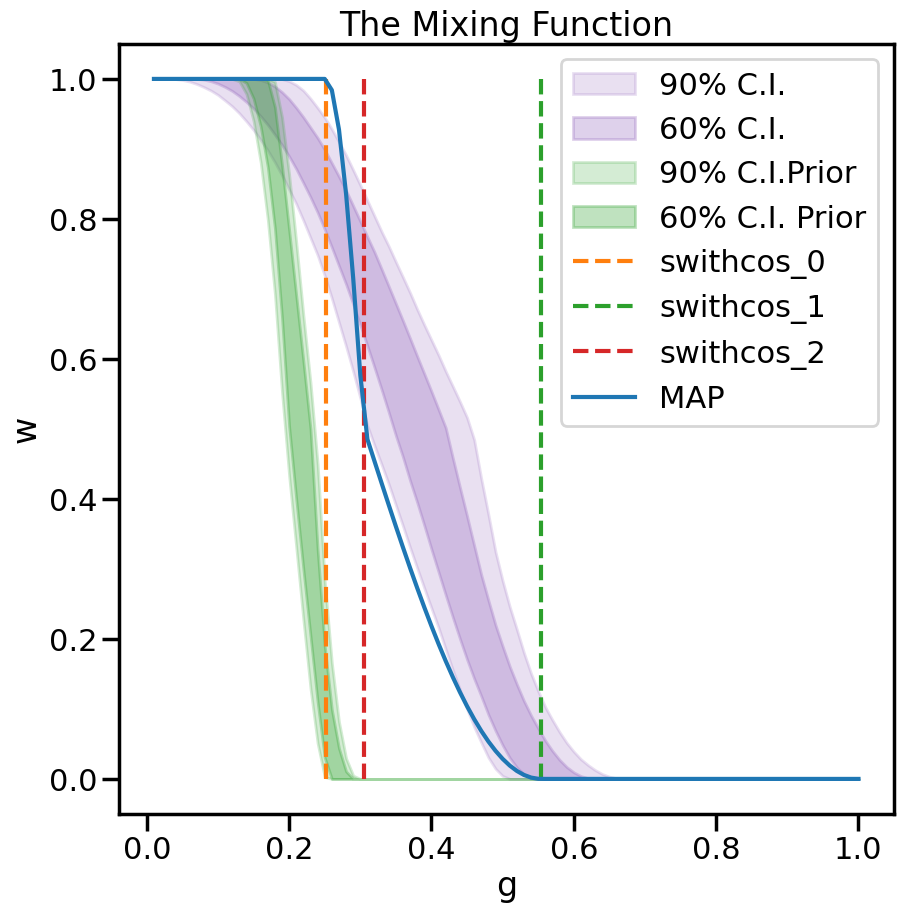 The Mixing Function
90% C.I.
60% C.I.
90% C.I.Prior
60% C.I. Prior
swithcos_0
swithcos_1
swithcos_2
MAP
w
1.0
0.8
0.6
0.4
0.2
0.0
0.0 0.2 0.4 0.6 0.8 1.0
g